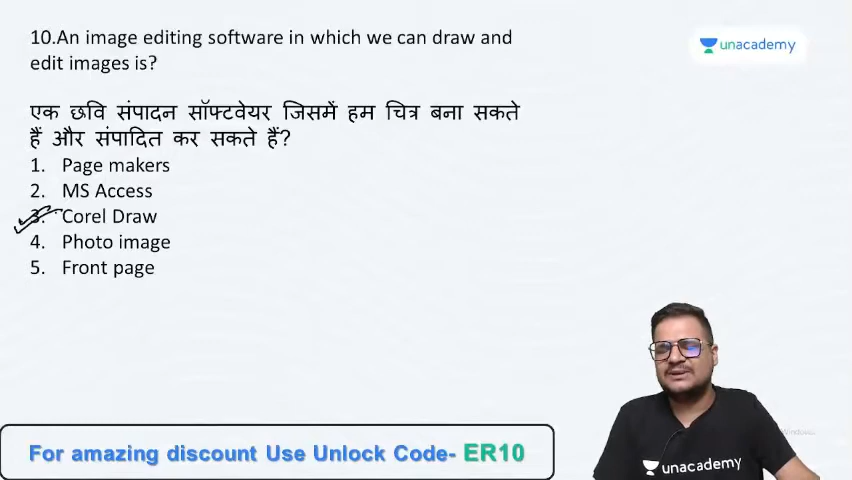 10.An image editing software in which we can draw and
edit images is?
unacademy
एक छवि संपादन सॉफ्टवेयर जिसमें हम चित्र बना सकते
हैं और संपादित कर सकते हैं?
1. Page makers
2. MS Access
3. Corel Draw
4. Photo image
5. Front page
For amazing discount Use Unlock Code- ER10
unacademy